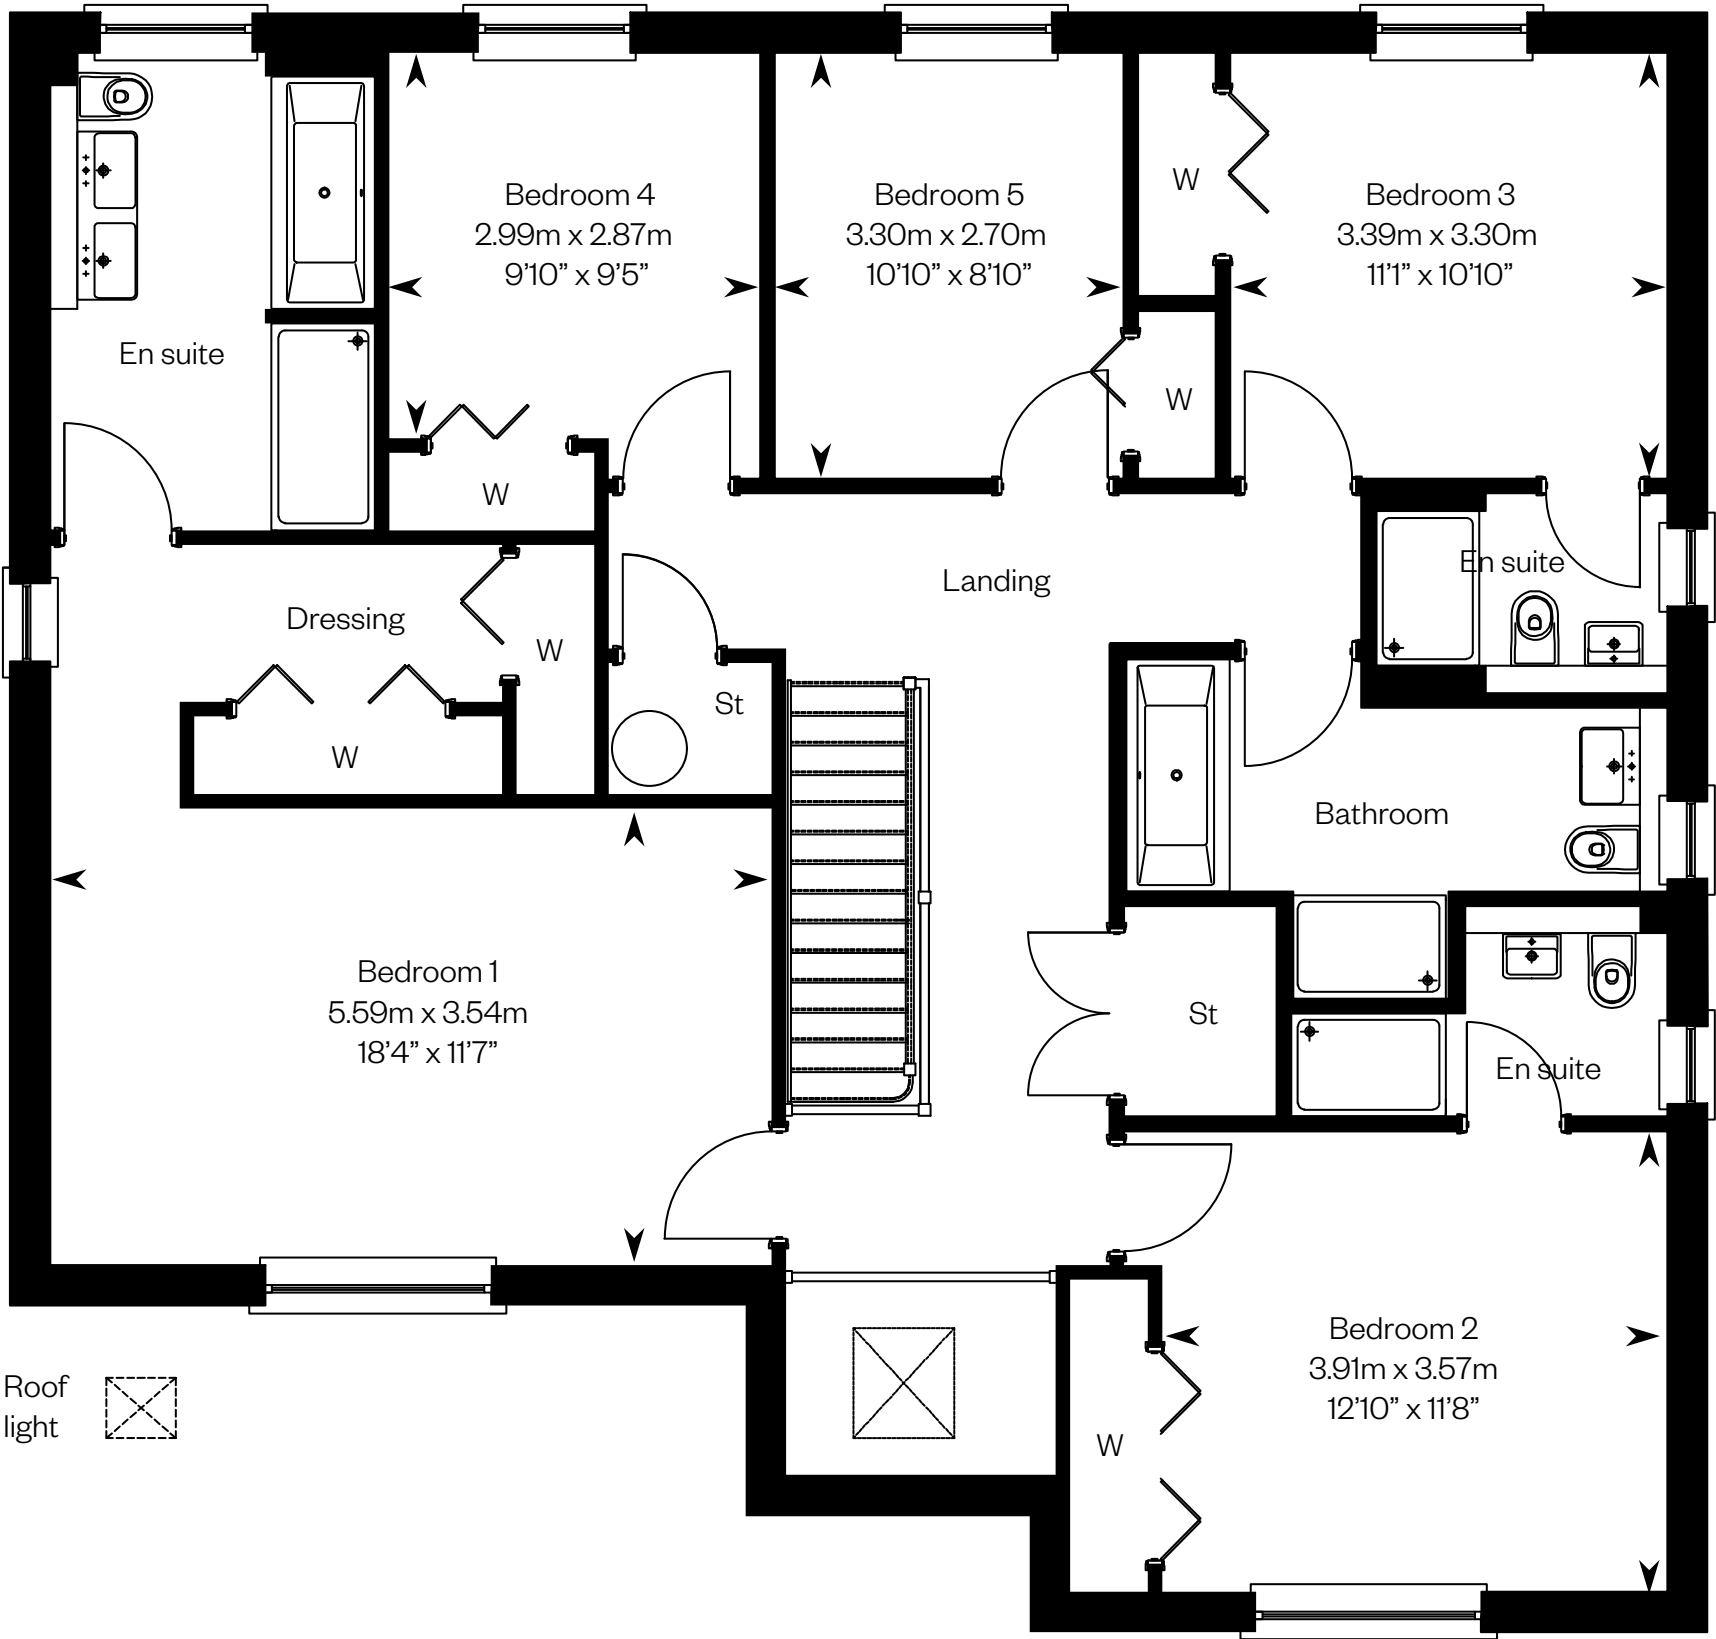 Bedroom 4
2.99m x 2.87m
9’10” x 9’5”
Bedroom 5
3.30m x 2.70m
10’10” x 8’10”
W
Bedroom 3
3.39m x 3.30m
11’1” x 10’10”
En suite
W
W
En suite
Landing
Dressing
W
St
W
Bathroom
Bedroom 1
5.59m x 3.54m
18’4” x 11’7”
St
En suite
Bedroom 2
3.91m x 3.57m
12’10” x 11’8”
W
Roof
light